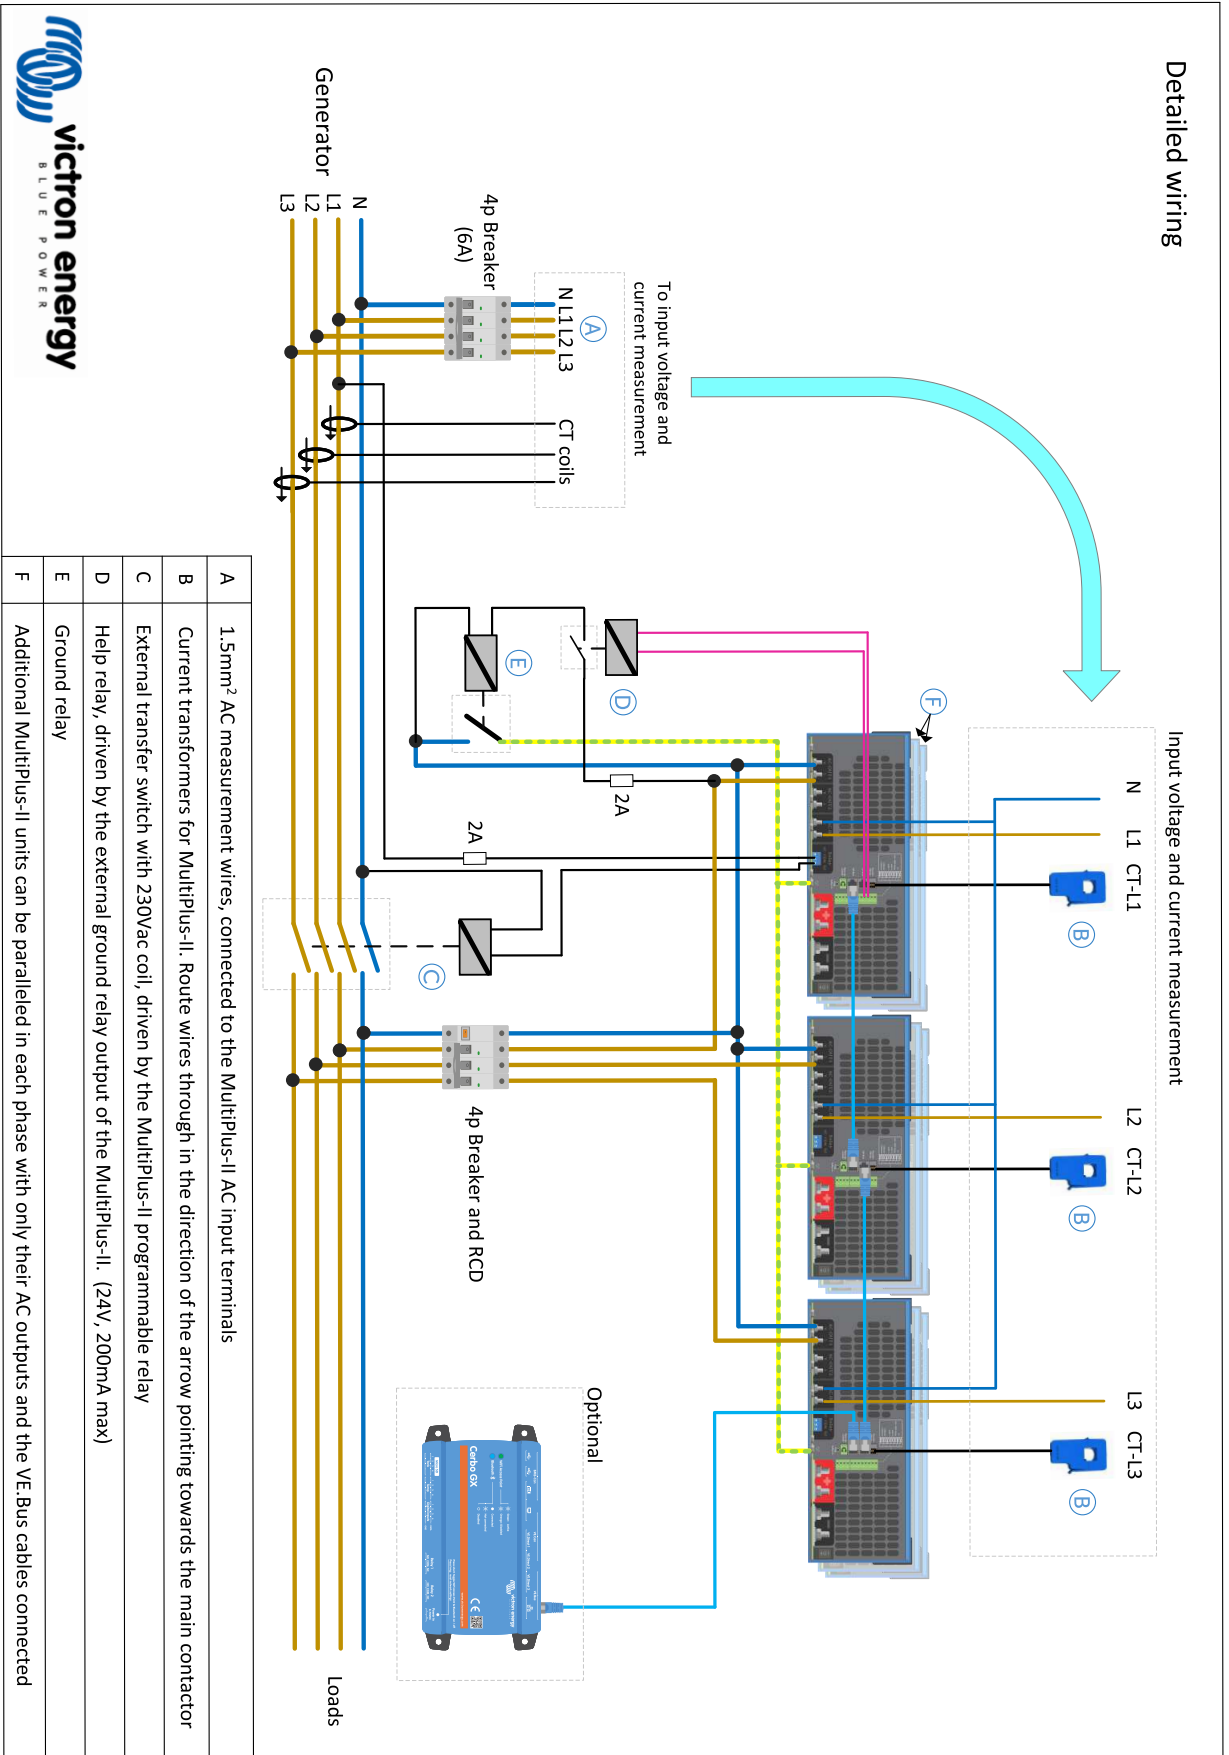 Detailed wiring
Input voltage and current measurement
N
L1
CT-L1
L2
CT-L2
L3
CT-L3
B
B
B
F
To input voltage and
current measurement
A
N L1 L2 L3
CT coils
4p Breaker
(6A)
D
E
2A
2A
C
4p Breaker and RCD
Optional
Cerbo GX
victron energy
CE
Generator
N
L1
L2
L3
Loads
victron energy
BLUE POWER
A 1.5mm² AC measurement wires, connected to the MultiPlus-II AC input terminals
B Current transformers for MultiPlus-II. Route wires through in the direction of the arrow pointing towards the main contactor
C External transfer switch with 230Vac coil, driven by the MultiPlus-II programmable relay
D Help relay, driven by the external ground relay output of the MultiPlus-II. (24V, 200mA max)
E Ground relay
F Additional MultiPlus-II units can be paralleled in each phase with only their AC outputs and the VE.Bus cables connected